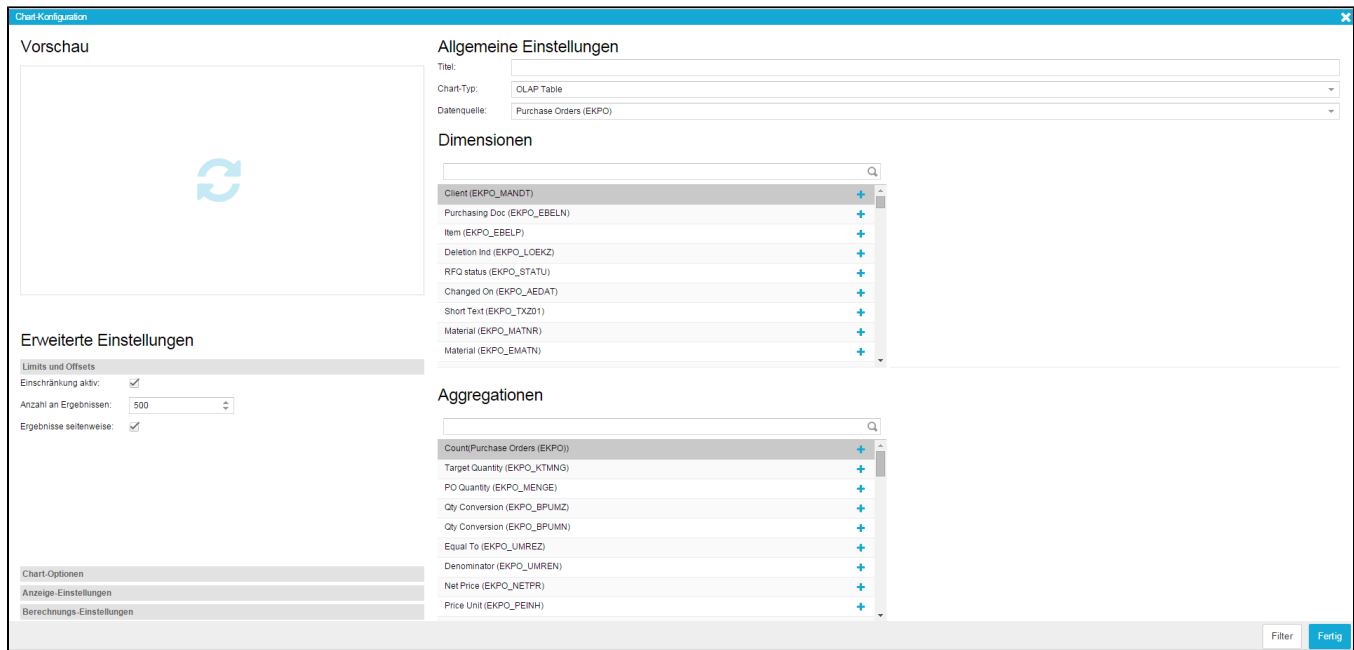 Chart-Konfiguration
Vorschau
Erweiterte Einstellungen
Limits und Offsets
Einschränkung aktiv:
Anzahl an Ergebnissen: 500
Ergebnisse seitenweise:
Chart-Optionen
Anzeige-Einstellungen
Berechnungs-Einstellungen
Allgemeine Einstellungen
Titel:
Chart-Typ: OLAP Table
Datenquelle: Purchase Orders (EKPO)
Dimensionen
Client (EKPO_MANDT)
Purchasing Doc (EKPO_EBELN)
Item (EKPO_EBELP)
Deletion Ind (EKPO_LOEKZ)
RFQ status (EKPO_STATU)
Changed On (EKPO_AEDAT)
Short Text (EKPO_TXZ01)
Material (EKPO_MATNR)
Material (EKPO_EMATN)
Aggregationen
Count(Purchase Orders (EKPO))
Target Quantity (EKPO_KTMNG)
PO Quantity (EKPO_MENGE)
Qty Conversion (EKPO_BPUMZ)
Qty Conversion (EKPO_BPUMN)
Equal To (EKPO_UMREZ)
Denominator (EKPO_UMREN)
Net Price (EKPO_NETPR)
Price Unit (EKPO_PEINH)
Filter
Fertig